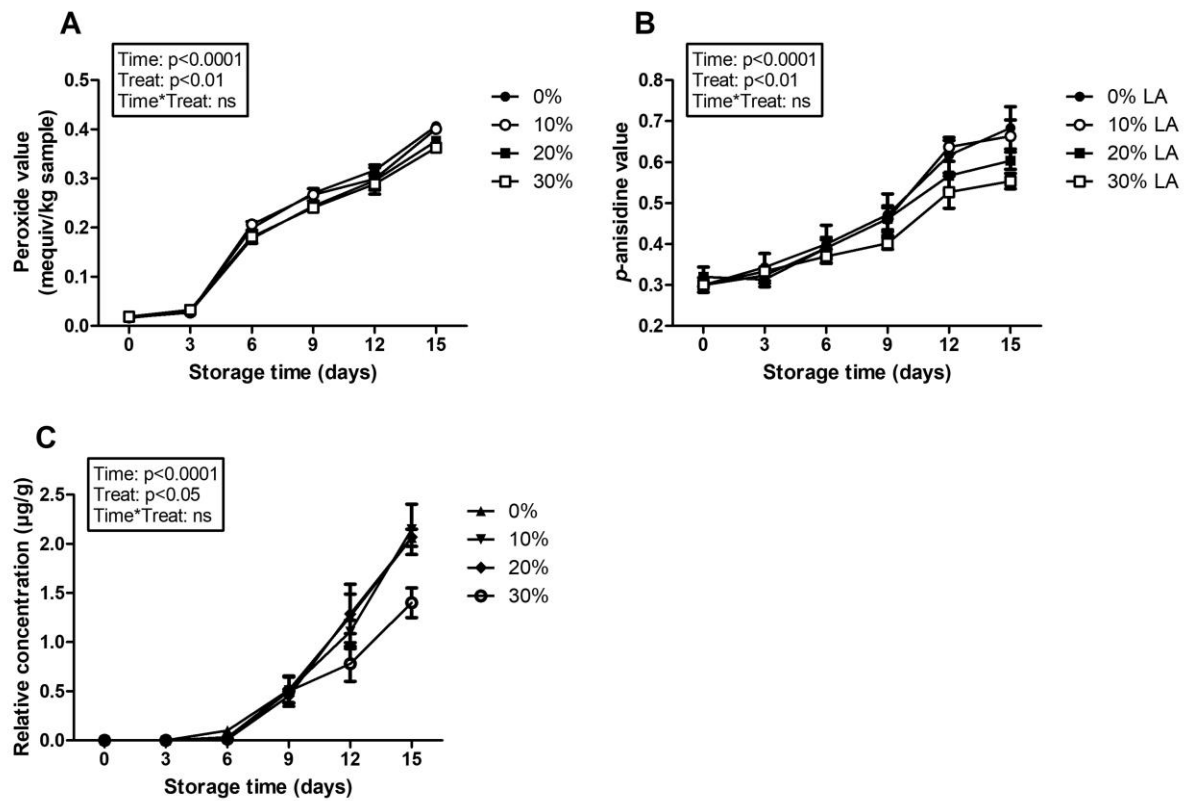 A
Time: p<0.0001
Treat: p<0.01
Time*Treat: ns
Peroxide value
(mequiv/kg sample)
0.5
0.4
0.3
0.2
0.1
0.0
0 3 6 9 12 15
Storage time (days)
0%
10%
20%
30%
B
Time: p<0.0001
Treat: p<0.01
Time*Treat: ns
p-anisidine value
0.8
0.7
0.6
0.5
0.4
0.3
0.2
0 3 6 9 12 15
Storage time (days)
0% LA
10% LA
20% LA
30% LA
C
Time: p<0.0001
Treat: p<0.05
Time*Treat: ns
Relative concentration (µg/g)
2.5
2.0
1.5
1.0
0.5
0.0
0 3 6 9 12 15
Storage time (days)
0%
10%
20%
30%